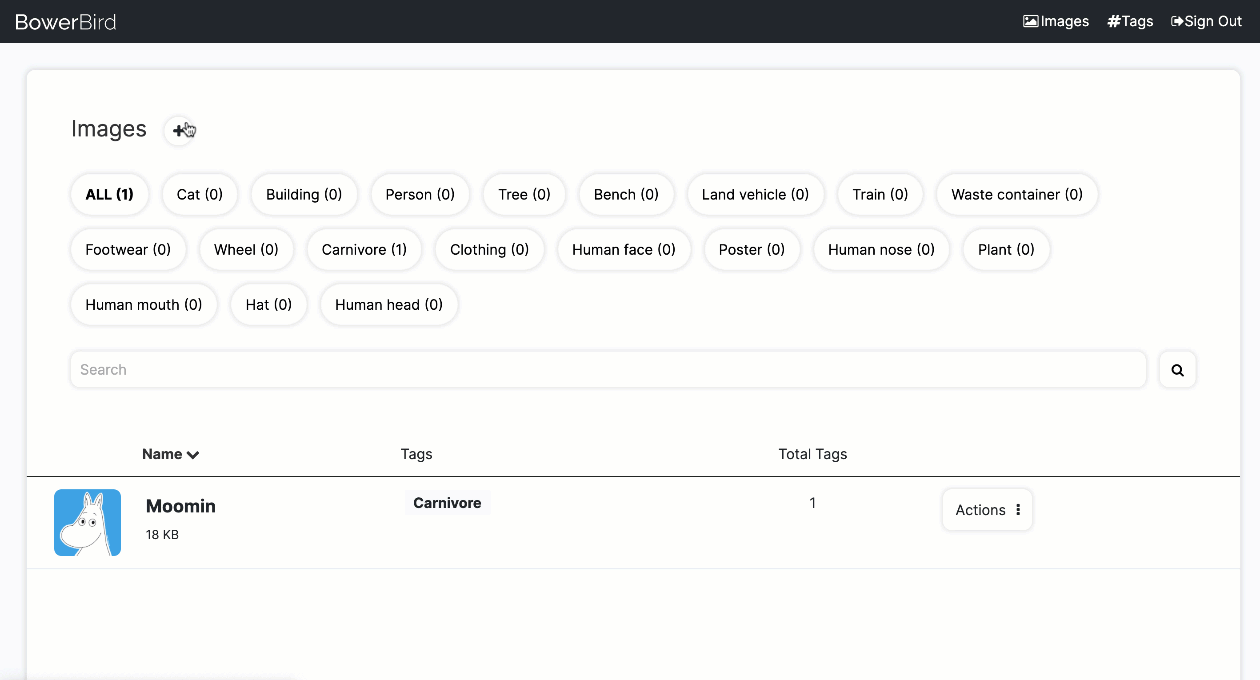 BowerBird Images #Tags Sign Out
Images +
ALL (1) Cat (0) Building (0) Person (0) Tree (0) Bench (0) Land vehicle (0) Train (0) Waste container (0)
Footwear (0) Wheel (0) Carnivore (1) Clothing (0) Human face (0) Poster (0) Human nose (0) Plant (0)
Human mouth (0) Hat (0) Human head (0)
Search
Name Tags Total Tags
Moomin Carnivore 1 Actions
18 KB